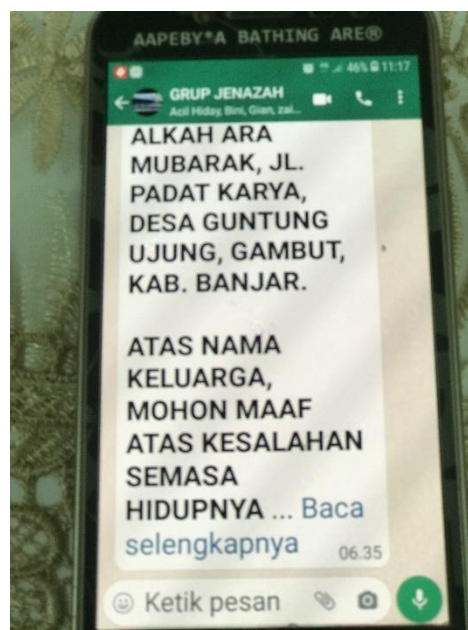 AAPEBY*A BATHING ARE®
46% 11:17
GRUP JENAZAH
Acil Hiday, Bini, Gian, zai...
ALKAH ARA
MUBARAK, JL.
PADAT KARYA,
DESA GUNTUNG
UJUNG, GAMBUT,
KAB. BANJAR.
ATAS NAMA
KELUARGA,
MOHON MAAF
ATAS KESALAHAN
SEMASA
HIDUPNYA ... Baca
selengkapnya
06.35
Ketik pesan